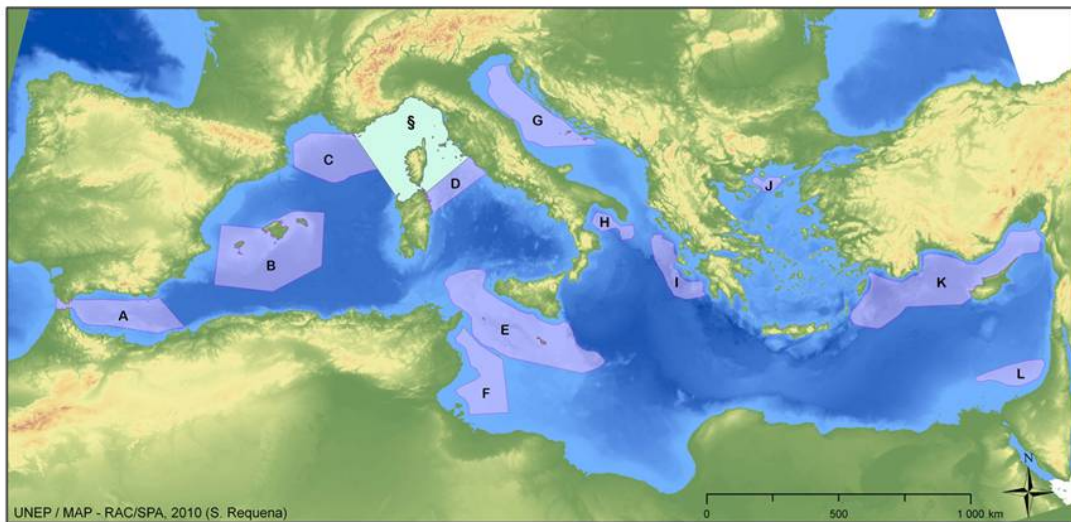 §
G
C
D
J
H
B
I
K
A
E
L
F
N
UNEP / MAP - RAC/SPA, 2010 (S. Requena)
0 500 1 000 km